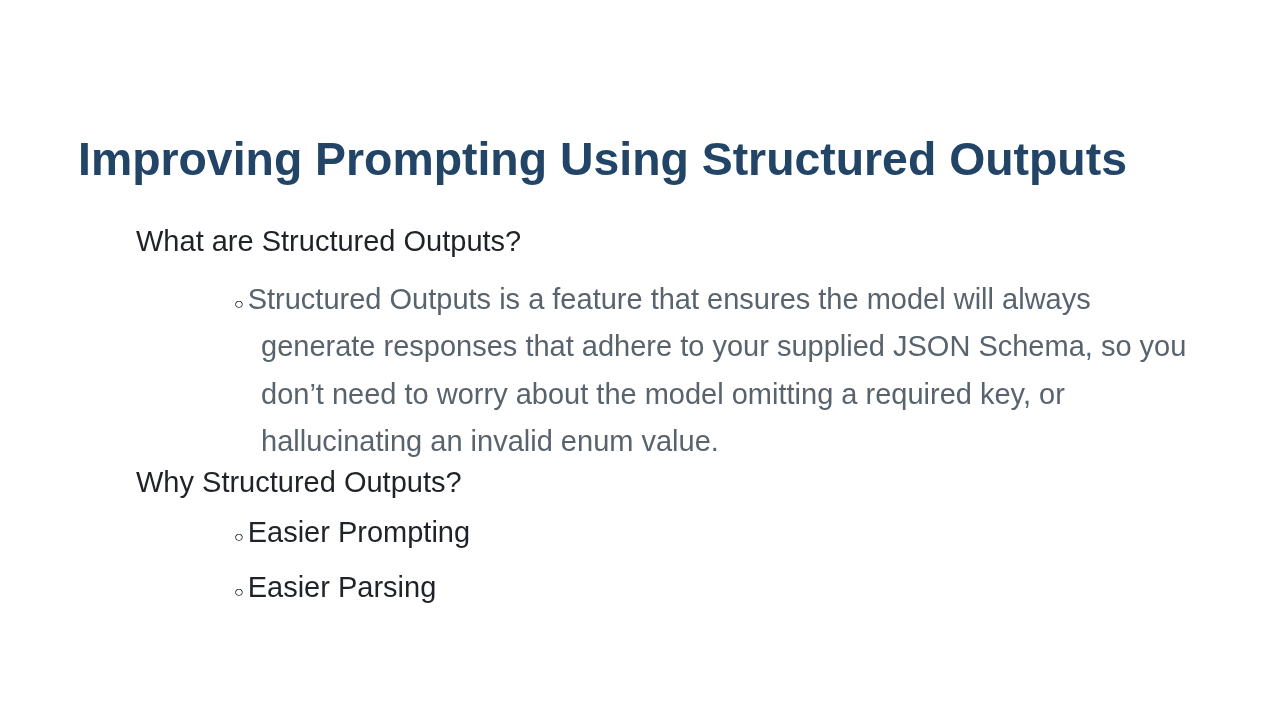 Improving Prompting Using Structured Outputs
What are Structured Outputs?
○ Structured Outputs is a feature that ensures the model will always
generate responses that adhere to your supplied JSON Schema, so you
don’t need to worry about the model omitting a required key, or
hallucinating an invalid enum value.
Why Structured Outputs?
○ Easier Prompting
○ Easier Parsing